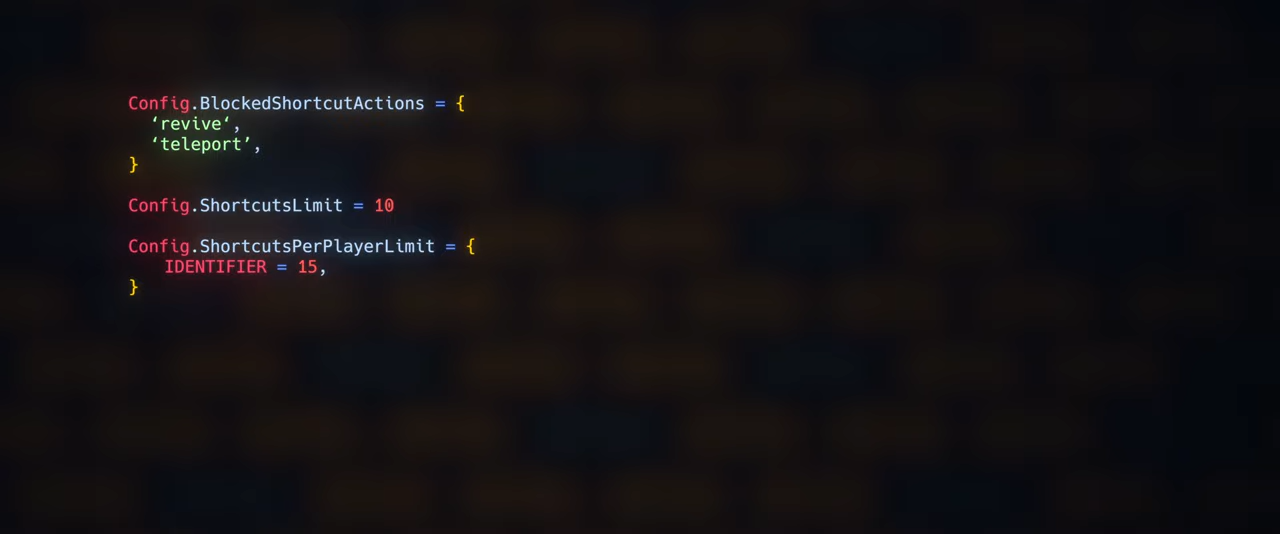 Config.BlockedShortcutActions = {
‘revive‘,
‘teleport’,
}
Config.ShortcutsLimit = 10
Config.ShortcutsPerPlayerLimit = {
IDENTIFIER = 15,
}